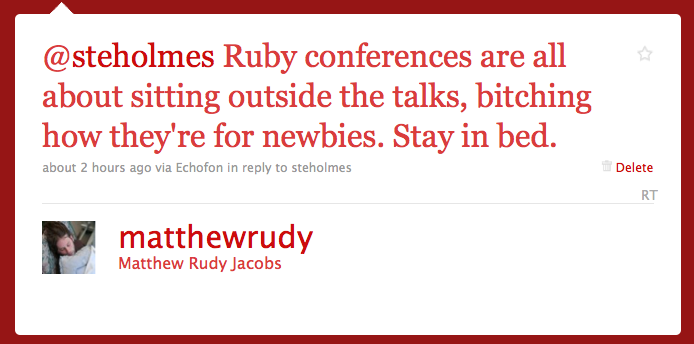 @steholmes Ruby conferences are all
about sitting outside the talks, bitching
how they're for newbies. Stay in bed.
about 2 hours ago via Echofon in reply to steholmes
Delete
RT
matthewrudy
Matthew Rudy Jacobs